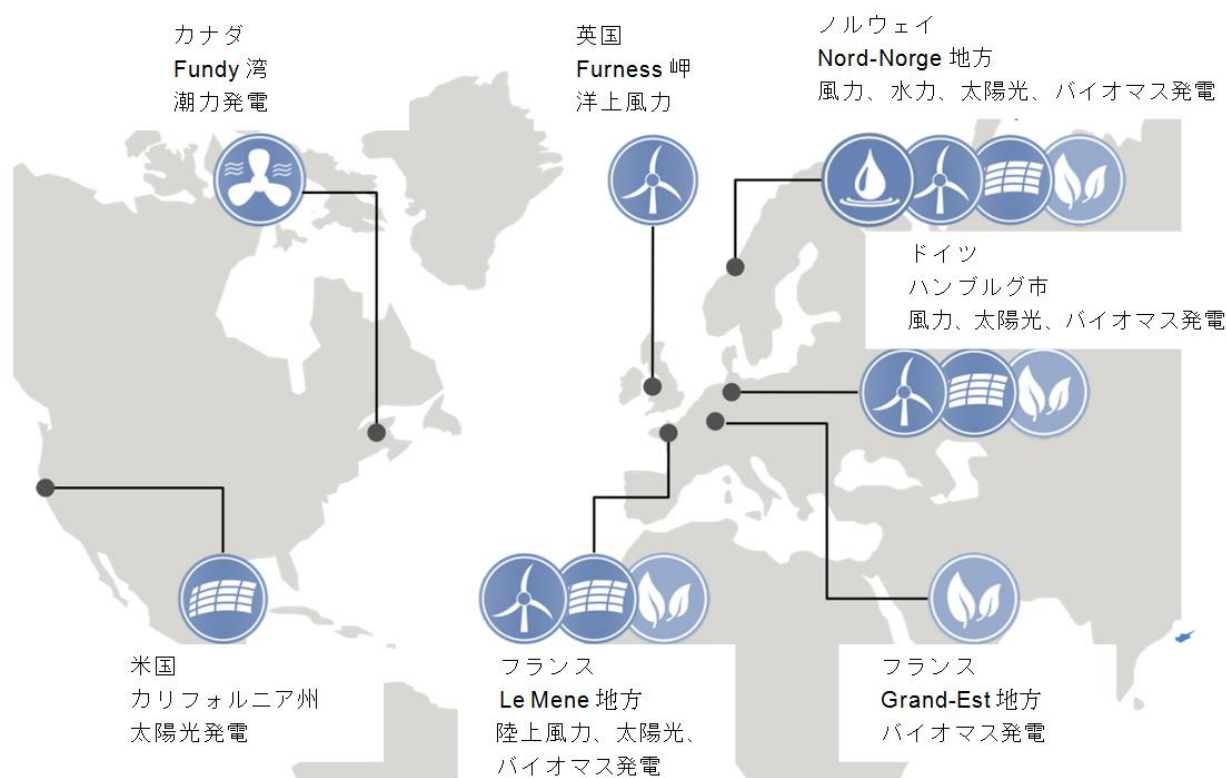 カナダ
Fundy 湾
潮力発電
英国
Furness 岬
洋上風力
ノルウェイ
Nord-Norge 地方
風力、水力、太陽光、バイオマス発電
ドイツ
ハンブルグ市
風力、太陽光、バイオマス発電
米国
カリフォルニア州
太陽光発電
フランス
Le Mene 地方
陸上風力、太陽光、
バイオマス発電
フランス
Grand-Est 地方
バイオマス発電